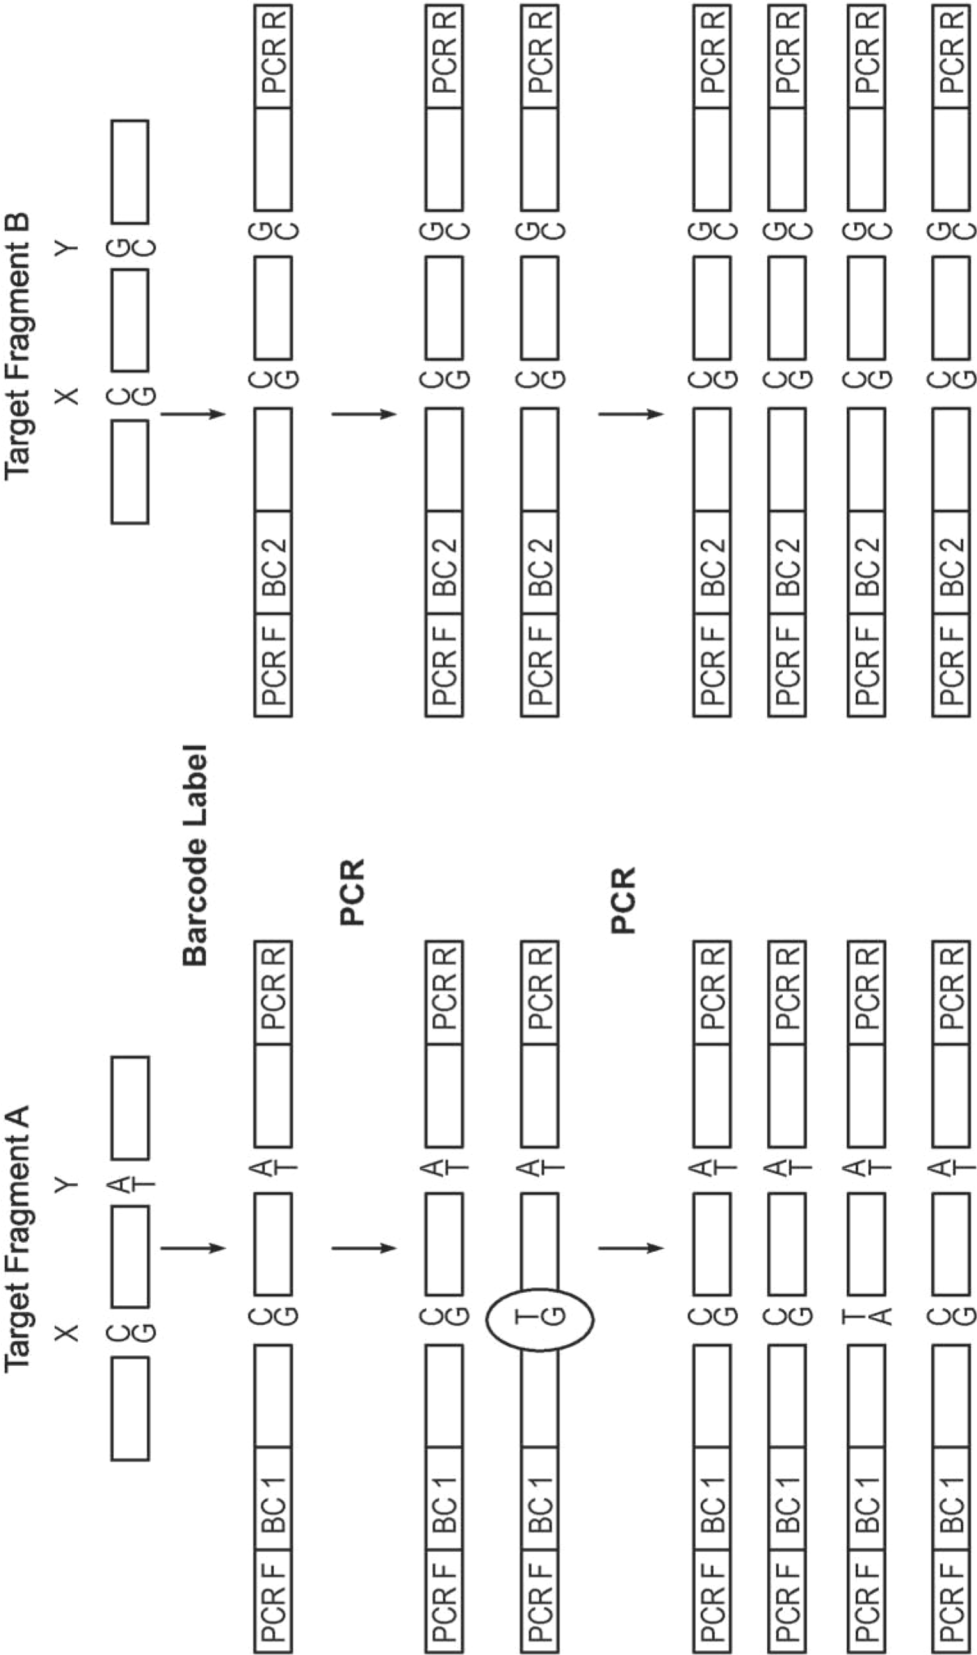 Target Fragment A Target Fragment B
X Y X Y
C A C G
G T G C
Barcode Label
C A C G
PCR F BC 1 PCR R PCR F BC 2 PCR R
G T G C
PCR
C A C G
PCR F BC 1 PCR R PCR F BC 2 PCR R
G T G C
T A C G
PCR F BC 1 PCR R PCR F BC 2 PCR R
G T G C
PCR
C A C G
PCR F BC 1 PCR R PCR F BC 2 PCR R
G T G C
C A C G
PCR F BC 1 PCR R PCR F BC 2 PCR R
G T G C
T A C G
PCR F BC 1 PCR R PCR F BC 2 PCR R
A T G C
C A C G
PCR F BC 1 PCR R PCR F BC 2 PCR R
G T G C